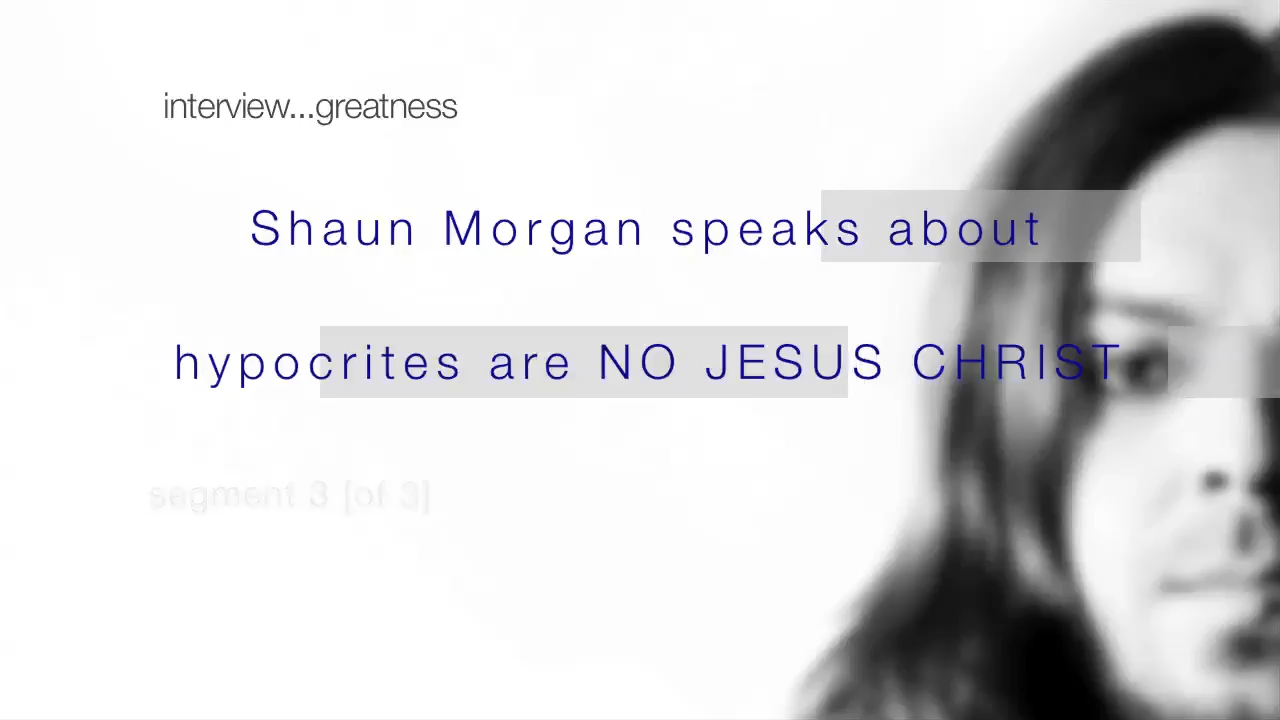 interview...greatness
Shaun Morgan speaks about
hypocrites are NO JESUS CHRIST
segment 3 [of 3]